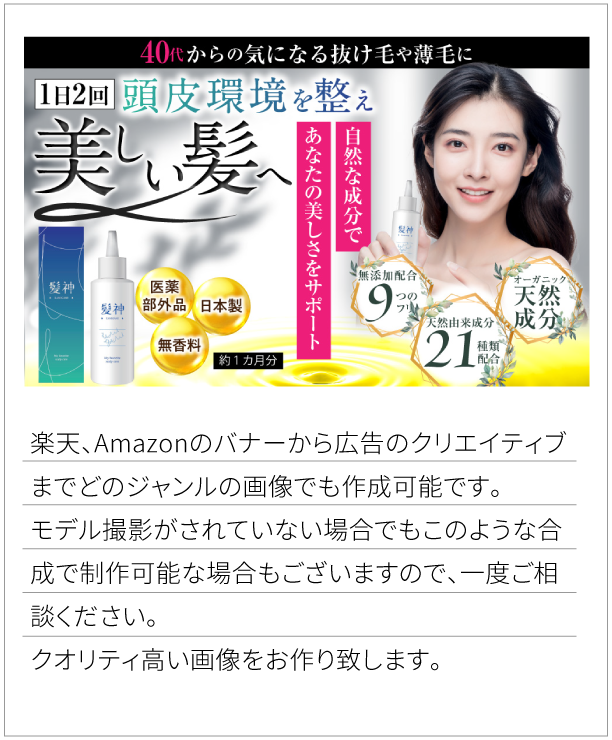 40代からの気になる抜け毛や薄毛に
1日2回
頭皮環境を整え
美しい髪へ
自然な成分で
あなたの美しさをサポート
髪神
髪神
髪神
医薬
部外品
日本製
無香料
約1カ月分
無添加配合
9つの
フリー
天然由来成分
21種類
配合
オーガニック
天然
成分
楽天、Amazonのバナーから広告のクリエイティブ
までどのジャンルの画像でも作成可能です。
モデル撮影がされていない場合でもこのような合
成で制作可能な場合もございますので、一度ご相
談ください。
クオリティ高い画像をお作り致します。